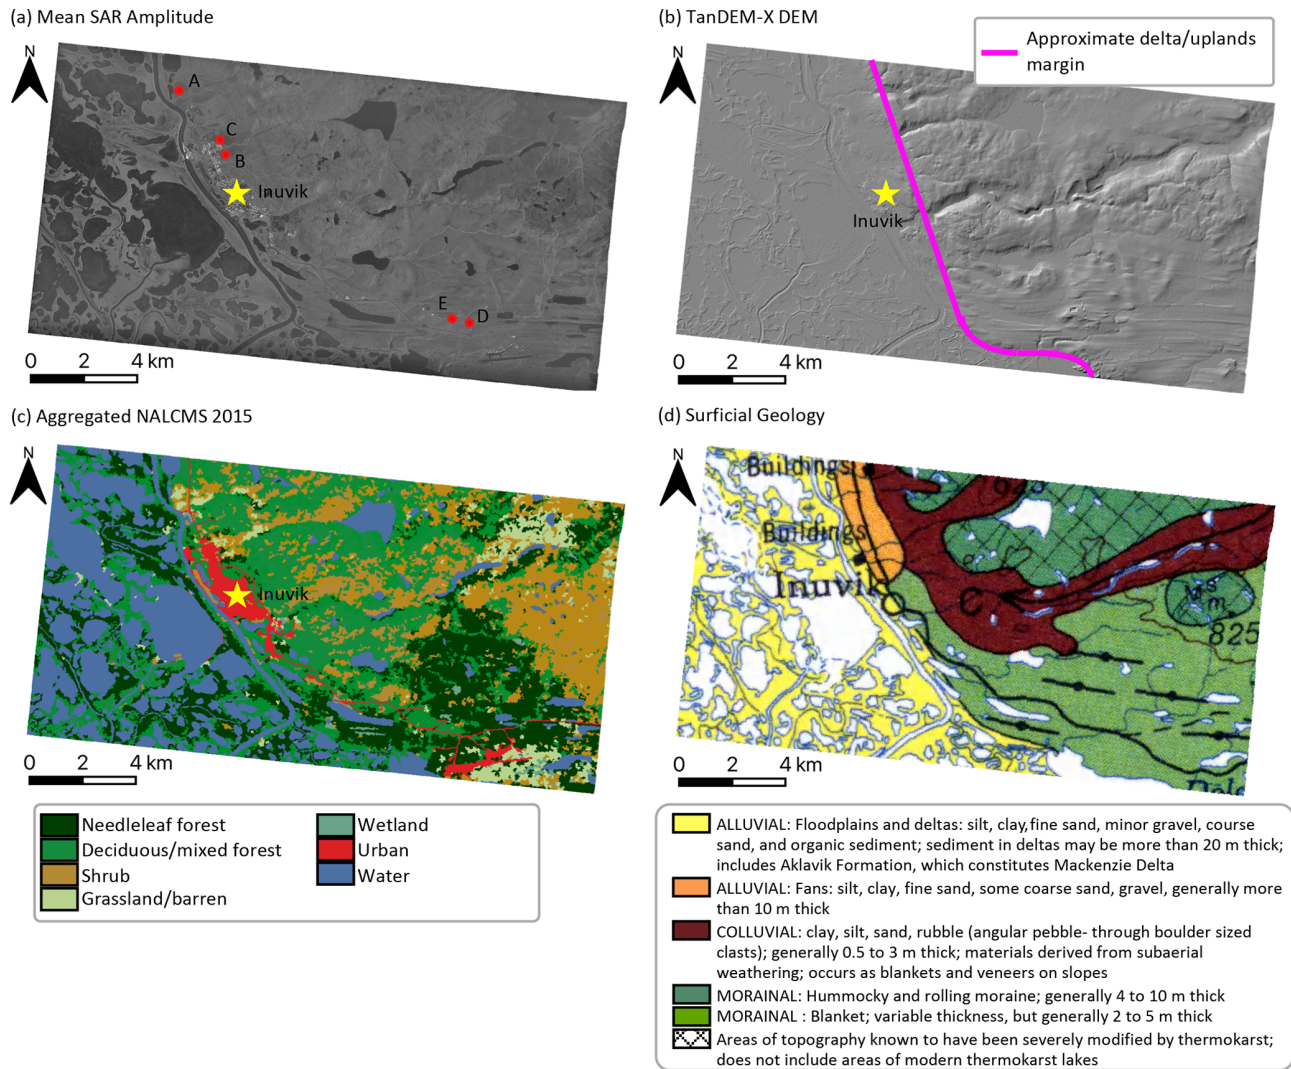 (a) Mean SAR Amplitude
N
A
C
B
Inuvik
E
D
0 2 4 km
(b) TanDEM-X DEM
N
Approximate delta/uplands
margin
Inuvik
0 2 4 km
(c) Aggregated NALCMS 2015
N
Inuvik
0 2 4 km
Needleleaf forest
Deciduous/mixed forest
Shrub
Grassland/barren
Wetland
Urban
Water
(d) Surficial Geology
N
Buildings
Buildings
Inuvik
C
825
0 2 4 km
ALLUVIAL: Floodplains and deltas: silt, clay,fine sand, minor gravel, course
sand, and organic sediment; sediment in deltas may be more than 20 m thick;
includes Aklavik Formation, which constitutes Mackenzie Delta
ALLUVIAL: Fans: silt, clay, fine sand, some coarse sand, gravel, generally more
than 10 m thick
COLLUVIAL: clay, silt, sand, rubble (angular pebble- through boulder sized
clasts); generally 0.5 to 3 m thick; materials derived from subaerial
weathering; occurs as blankets and veneers on slopes
MORAINAL: Hummocky and rolling moraine; generally 4 to 10 m thick
MORAINAL : Blanket; variable thickness, but generally 2 to 5 m thick
Areas of topography known to have been severely modified by thermokarst;
does not include areas of modern thermokarst lakes